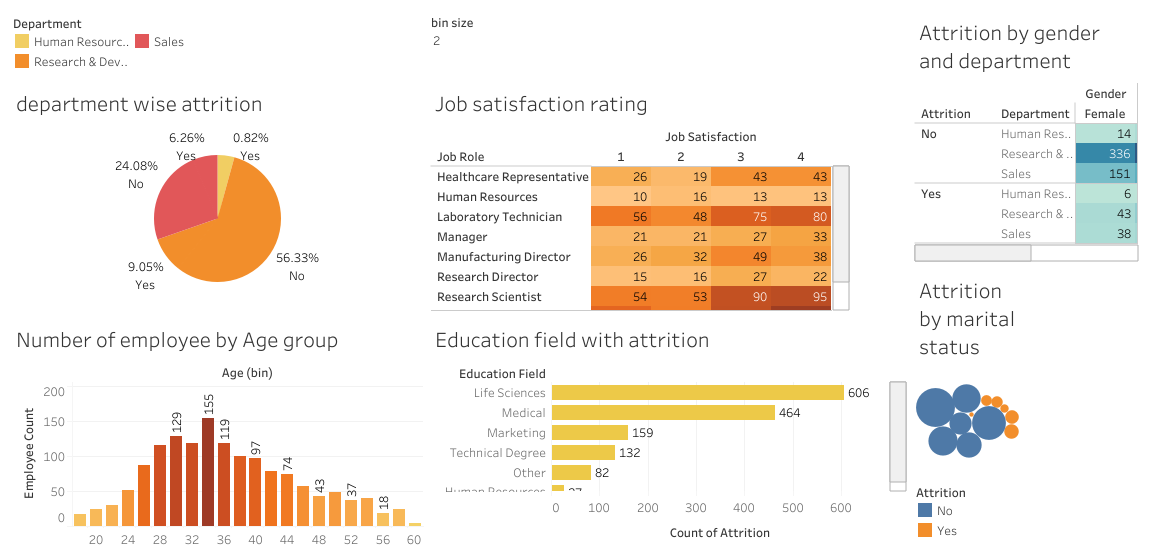 Department
Human Resourc.. Sales
Research & Dev..
department wise attrition
6.26% 0.82%
Yes Yes
24.08%
No
9.05%
Yes
56.33%
No
bin size
2
Job satisfaction rating
Job Satisfaction
Job Role 1 2 3 4
Healthcare Representative 26 19 43 43
Human Resources 10 16 13 13
Laboratory Technician 56 48 75 80
Manager 21 21 27 33
Manufacturing Director 26 32 49 38
Research Director 15 16 27 22
Research Scientist 54 53 90 95
Attrition by gender
and department
Gender
Attrition Department Female
No Human Res.. 14
Research & .. 336
Sales 151
Yes Human Res.. 6
Research & .. 43
Sales 38
Number of employee by Age group
Age (bin)
Employee Count
200
150
100
50
0
129 155 119 97 74 43 37 18
20 24 28 32 36 40 44 48 52 56 60
Education field with attrition
Education Field
Life Sciences 606
Medical 464
Marketing 159
Technical Degree 132
Other 82
Human Resources 27
0 100 200 300 400 500 600
Count of Attrition
Attrition
by marital
status
Attrition
No
Yes